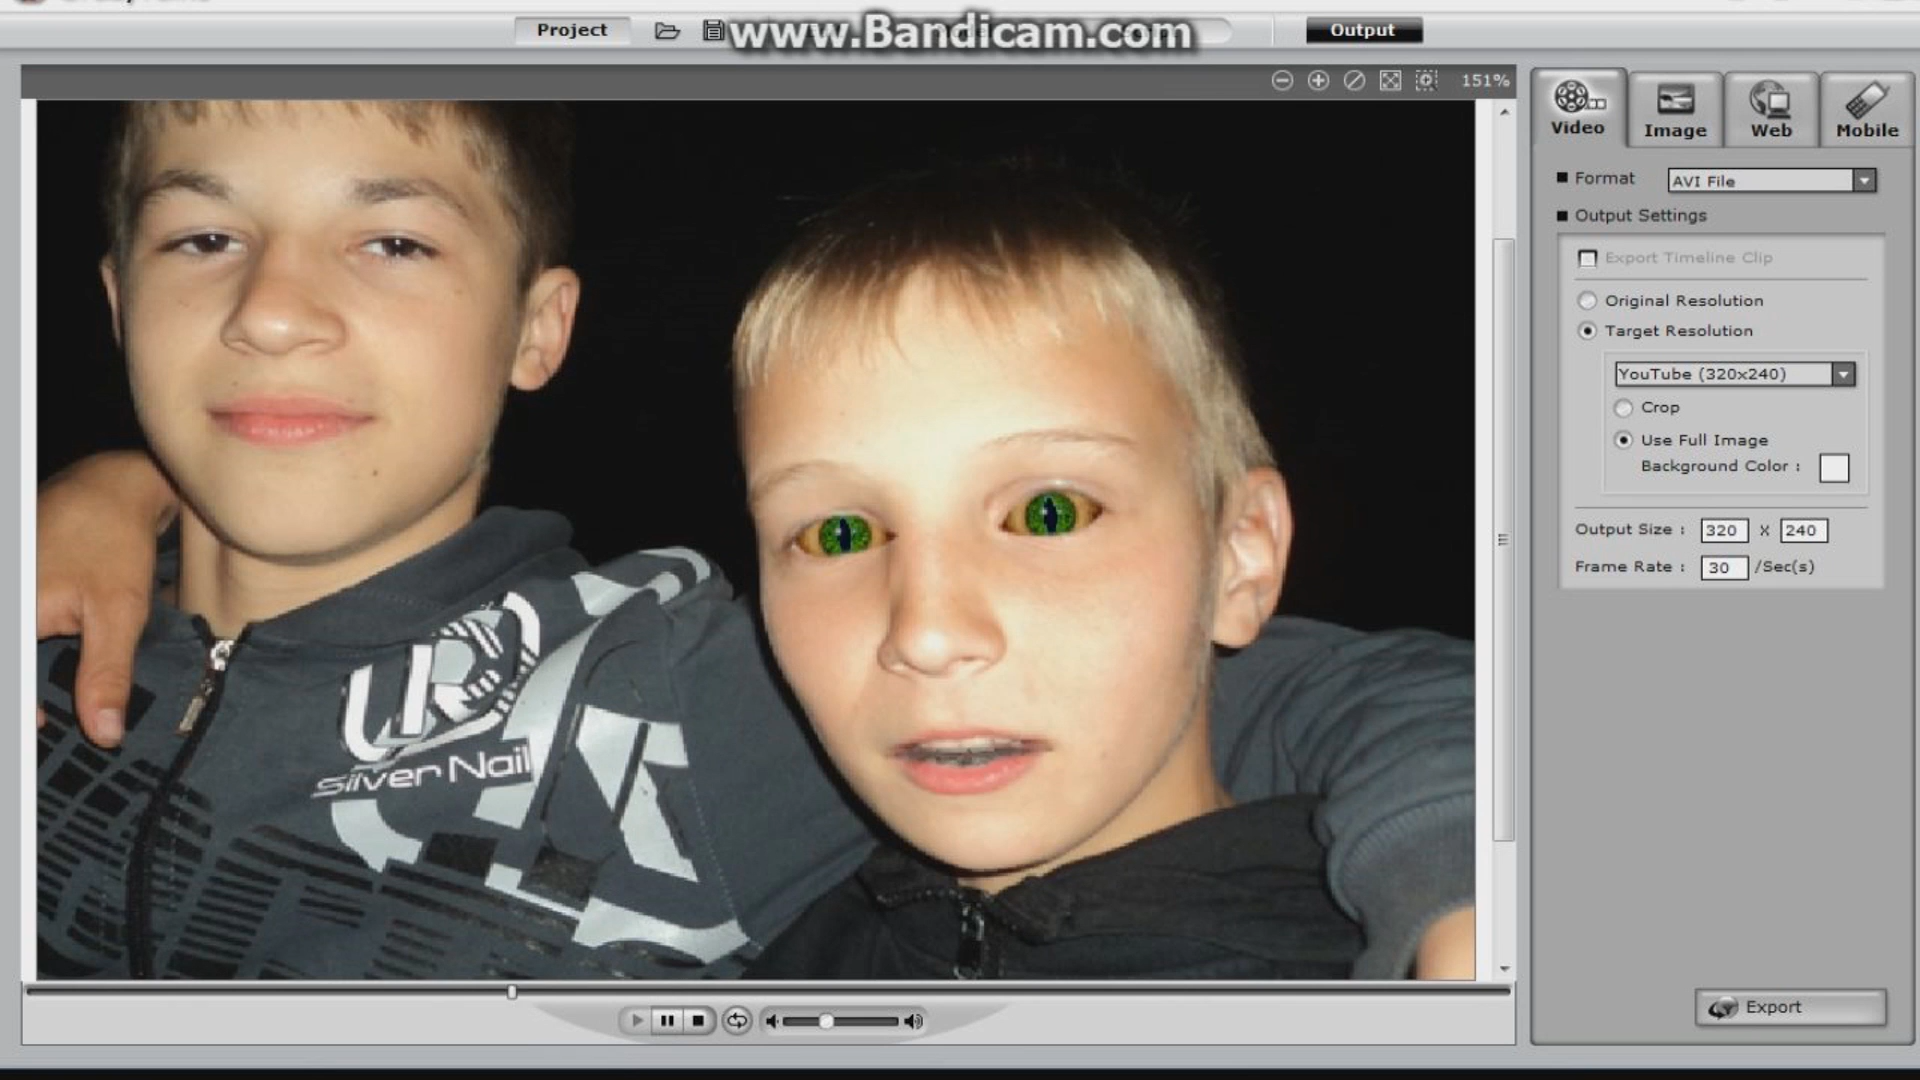 www.Bandicam.com
Project
Output
151%
Video
Image
Web
Mobile
Format
AVI File
Output Settings
Export Timeline Clip
Original Resolution
Target Resolution
YouTube (320x240)
Crop
Use Full Image
Background Color :
Output Size : 320 X 240
Frame Rate : 30 /Sec(s)
Silver Nail
Export